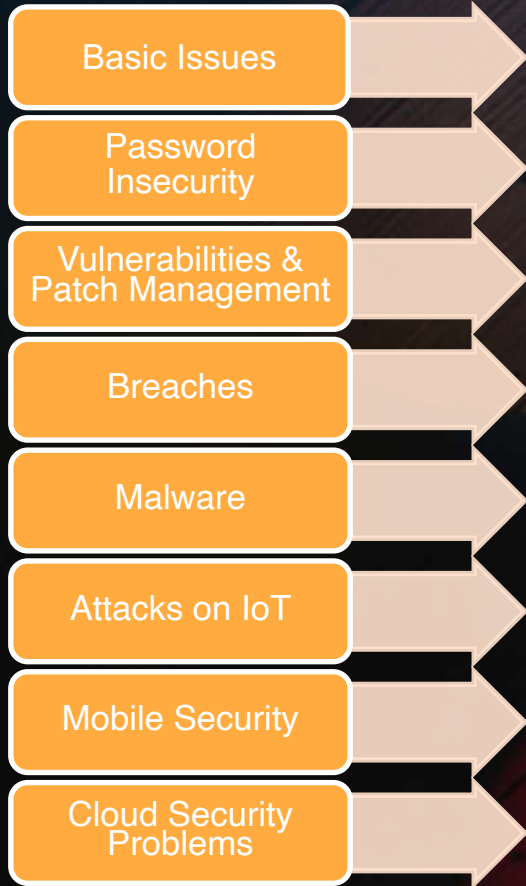 Basic Issues
Password
Insecurity
Vulnerabilities &
Patch Management
Breaches
Malware
Attacks on IoT
Mobile Security
Cloud Security
Problems